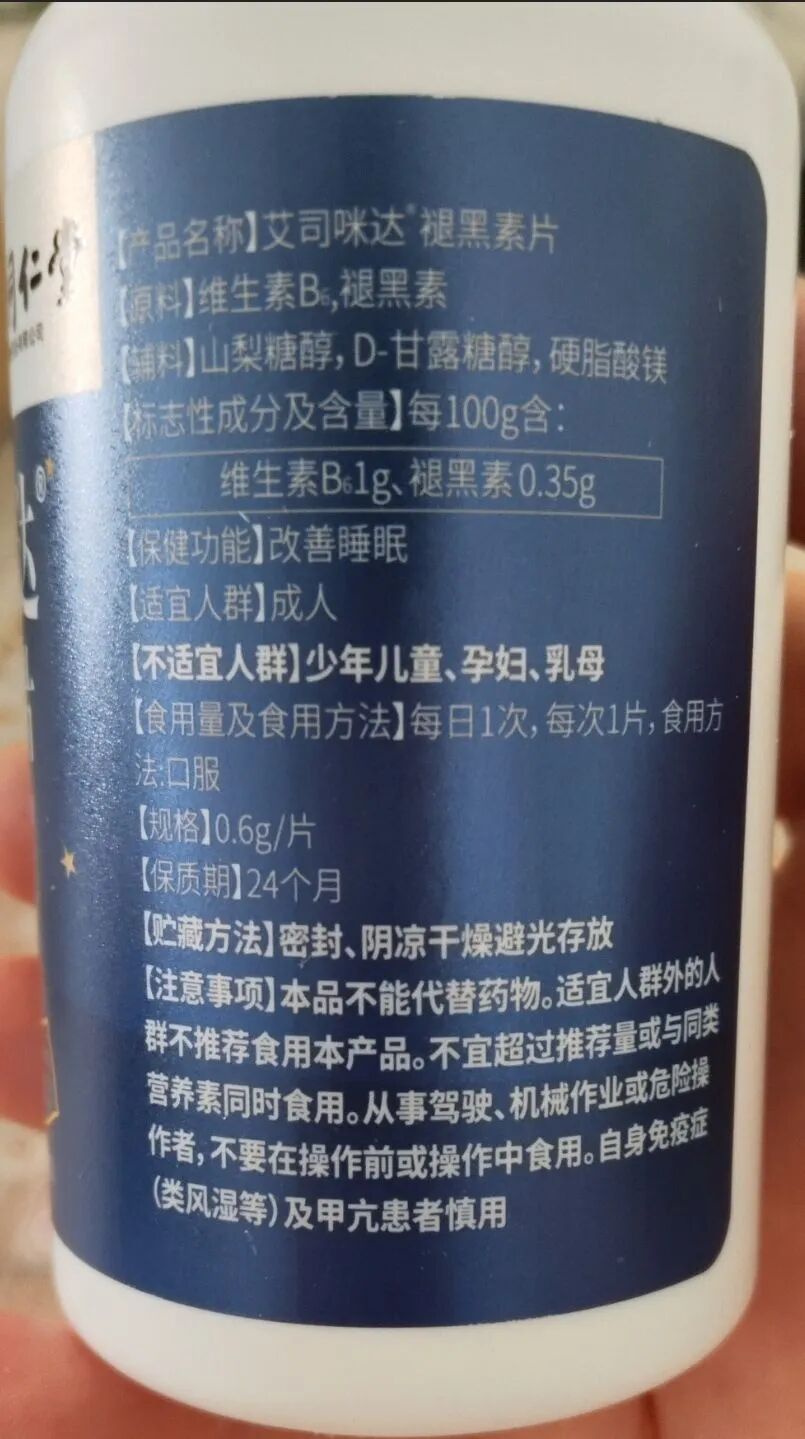 仁堂
【产品名称】艾司咪达®褪黑素片
【原料】维生素B₆,褪黑素
【辅料】山梨糖醇，D-甘露糖醇，硬脂酸镁
【标志性成分及含量】每100g含：
维生素B₆1g、褪黑素0.35g
【保健功能】改善睡眠
【适宜人群】成人
【不适宜人群】少年儿童、孕妇、乳母
【食用量及食用方法】每日1次，每次1片，食用方
法:口服
【规格】0.6g/片
【保质期】24个月
【贮藏方法】密封、阴凉干燥避光存放
【注意事项】本品不能代替药物。适宜人群外的人
群不推荐食用本产品。不宜超过推荐量或与同类
营养素同时食用。从事驾驶、机械作业或危险操
作者，不要在操作前或操作中食用。自身免疫症
（类风湿等）及甲亢患者慎用